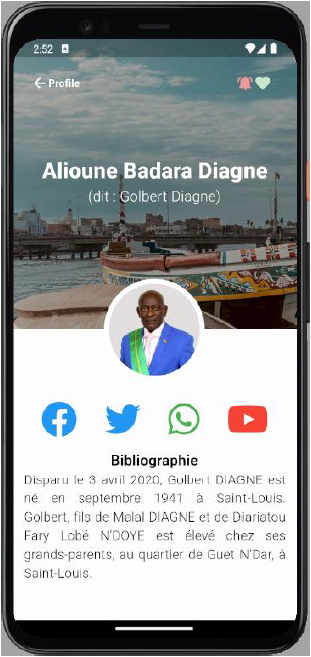 2:52
Profile
Alioune Badara Diagne
(dit : Golbert Diagne)
Bibliographie
Disparu le 3 avril 2020, Golbert DIAGNE est
né en septembre 1941 à Saint-Louis.
Golbert, fils de Malal DIAGNE et de Diariatou
Fary Lobé N'DOYE est élevé chez ses
grands-parents, au quartier de Guet N'Dar, à
Saint-Louis.